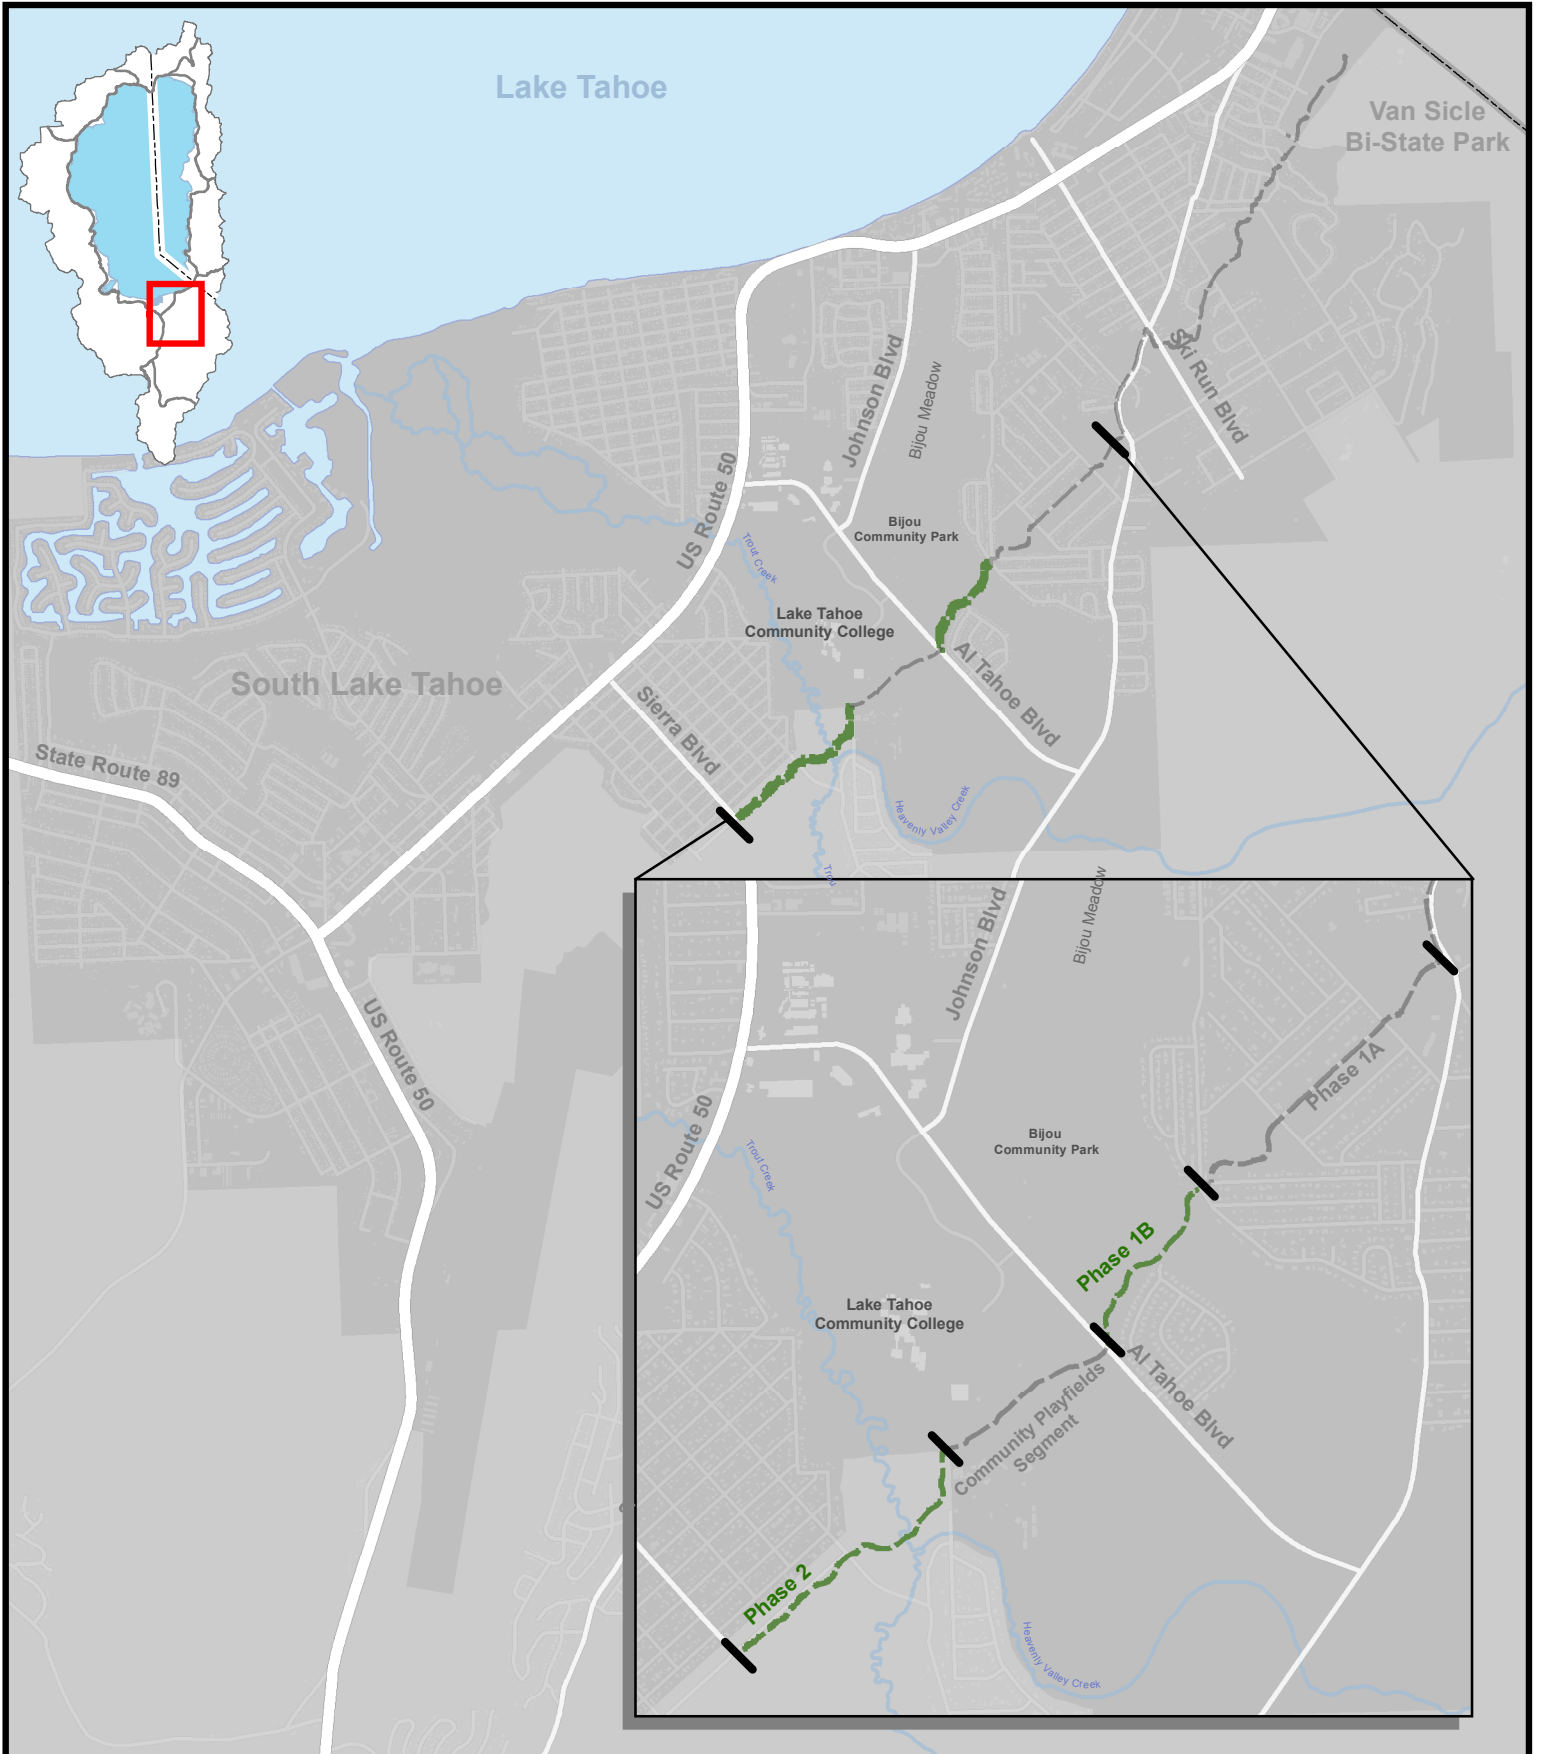 Lake Tahoe
Van Sicle
Bi-State Park
Ski Run Blvd
Johnson Blvd
Bijou Meadow
US Route 50
Bijou
Community Park
Trout Creek
Lake Tahoe
Community College
Al Tahoe Blvd
South Lake Tahoe
Sierra Blvd
State Route 89
Heavenly Valley Creek
Trou
US Route 50
Johnson Blvd
Bijou Meadow
Phase 1A
US Route 50
Trout Creek
Bijou
Community Park
Phase 1B
Lake Tahoe
Community College
Al Tahoe Blvd
Community Playfields
Segment
Phase 2
Heavenly Valley Creek